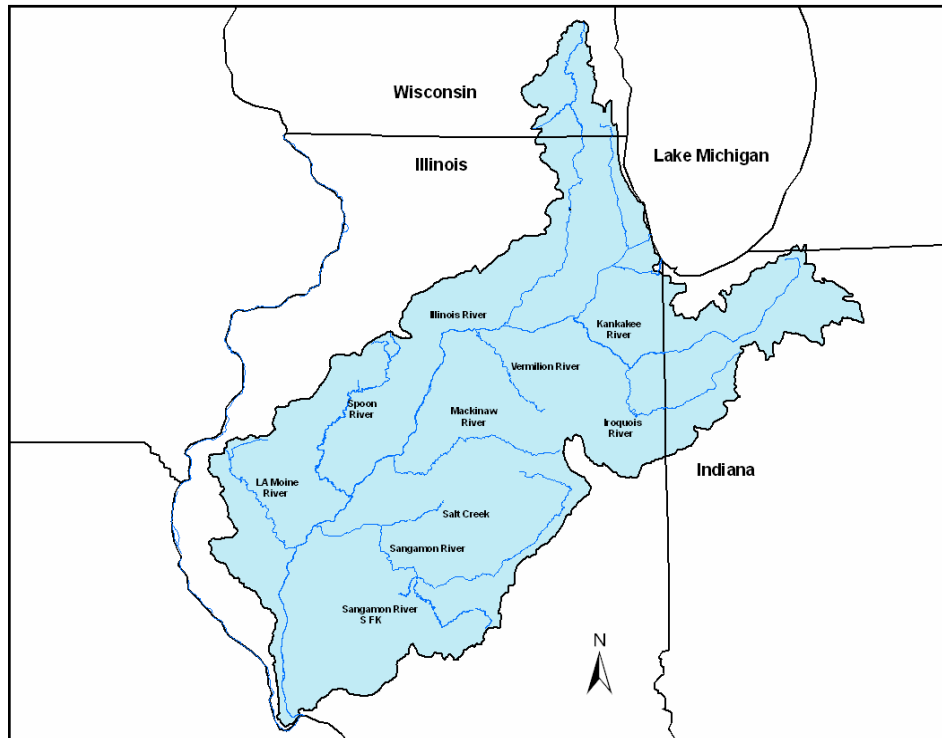 Wisconsin
Lake Michigan
Illinois
Illinois River
Kankakee
River
Vermilion River
Spoon
River
Mackinaw
River
Iroquois
River
Indiana
LA Moine
River
Salt Creek
Sangamon River
Sangamon River
S FK
N